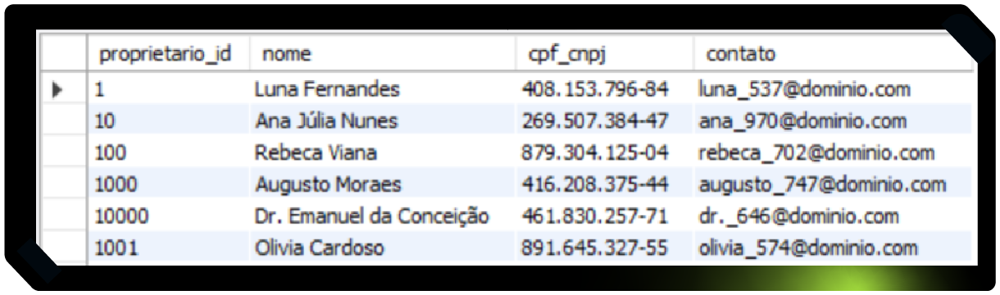 proprietario_id nome cpf_cnpj contato
1 Luna Fernandes 408.153.796-84 luna_537@dominio.com
10 Ana Júlia Nunes 269.507.384-47 ana_970@dominio.com
100 Rebeca Viana 879.304.125-04 rebeca_702@dominio.com
1000 Augusto Moraes 416.208.375-44 augusto_747@dominio.com
10000 Dr. Emanuel da Conceição 461.830.257-71 dr._646@dominio.com
1001 Olivia Cardoso 891.645.327-55 olivia_574@dominio.com